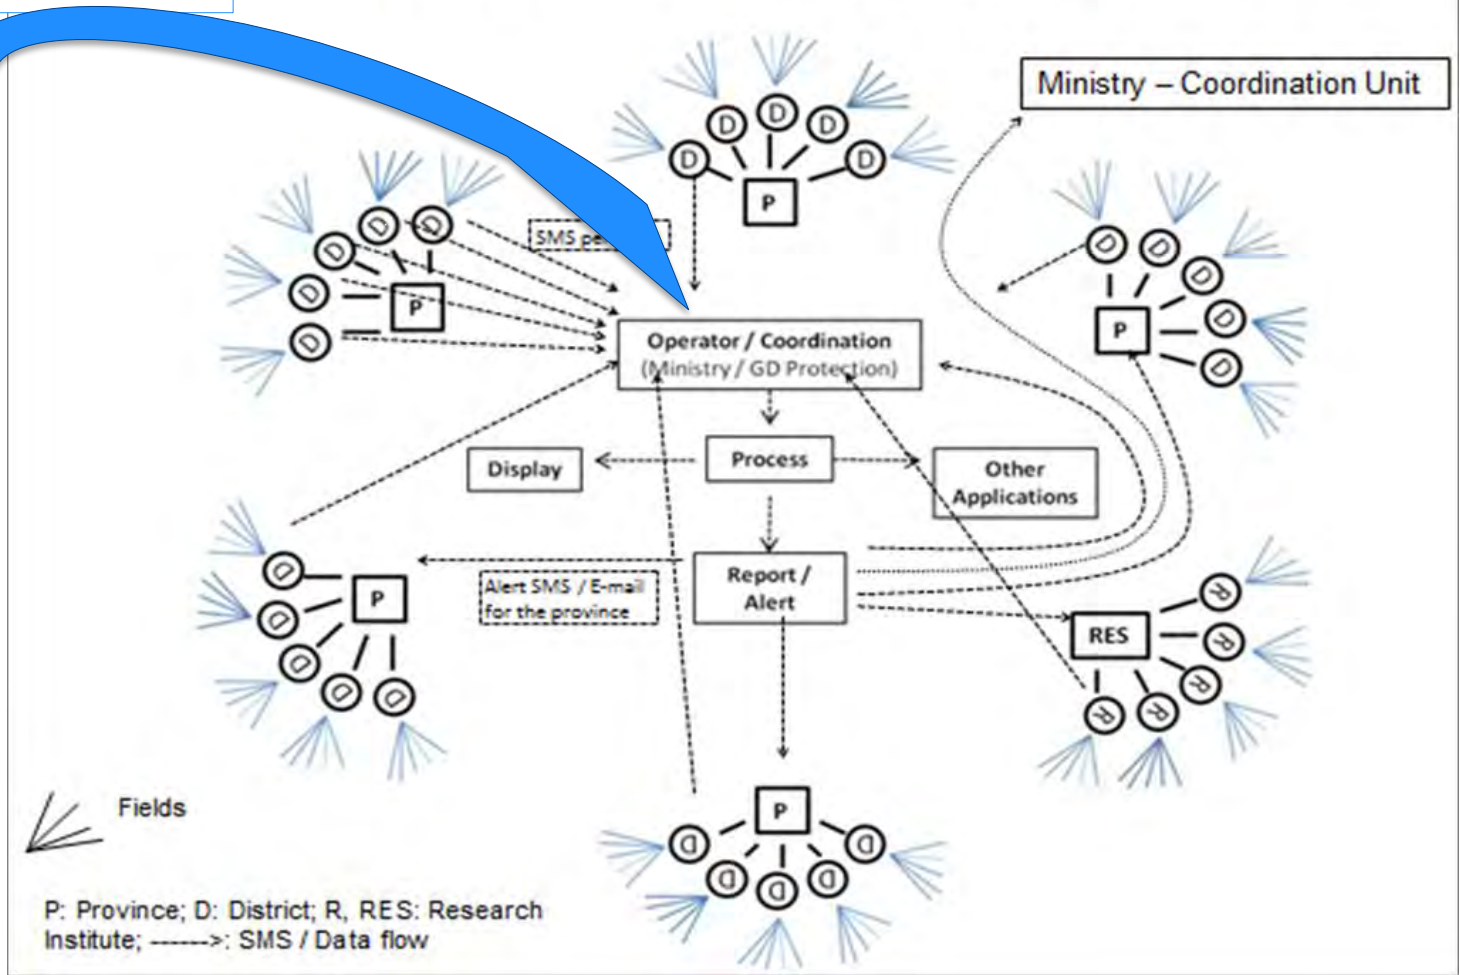 Ministry – Coordination Unit
D
D
D
D
D
P
D
D
D
D
D
P
SMS
D
D
D
D
D
P
Operator / Coordination
(Ministry / GD Protection)
Display
Process
Other
Applications
Report /
Alert
Alert SMS / E-mail
for the province
D
D
D
D
D
P
RES
R
R
R
R
R
P
D
D
D
D
D
Fields
P: Province; D: District; R, RES: Research
Institute; ------>: SMS / Data flow